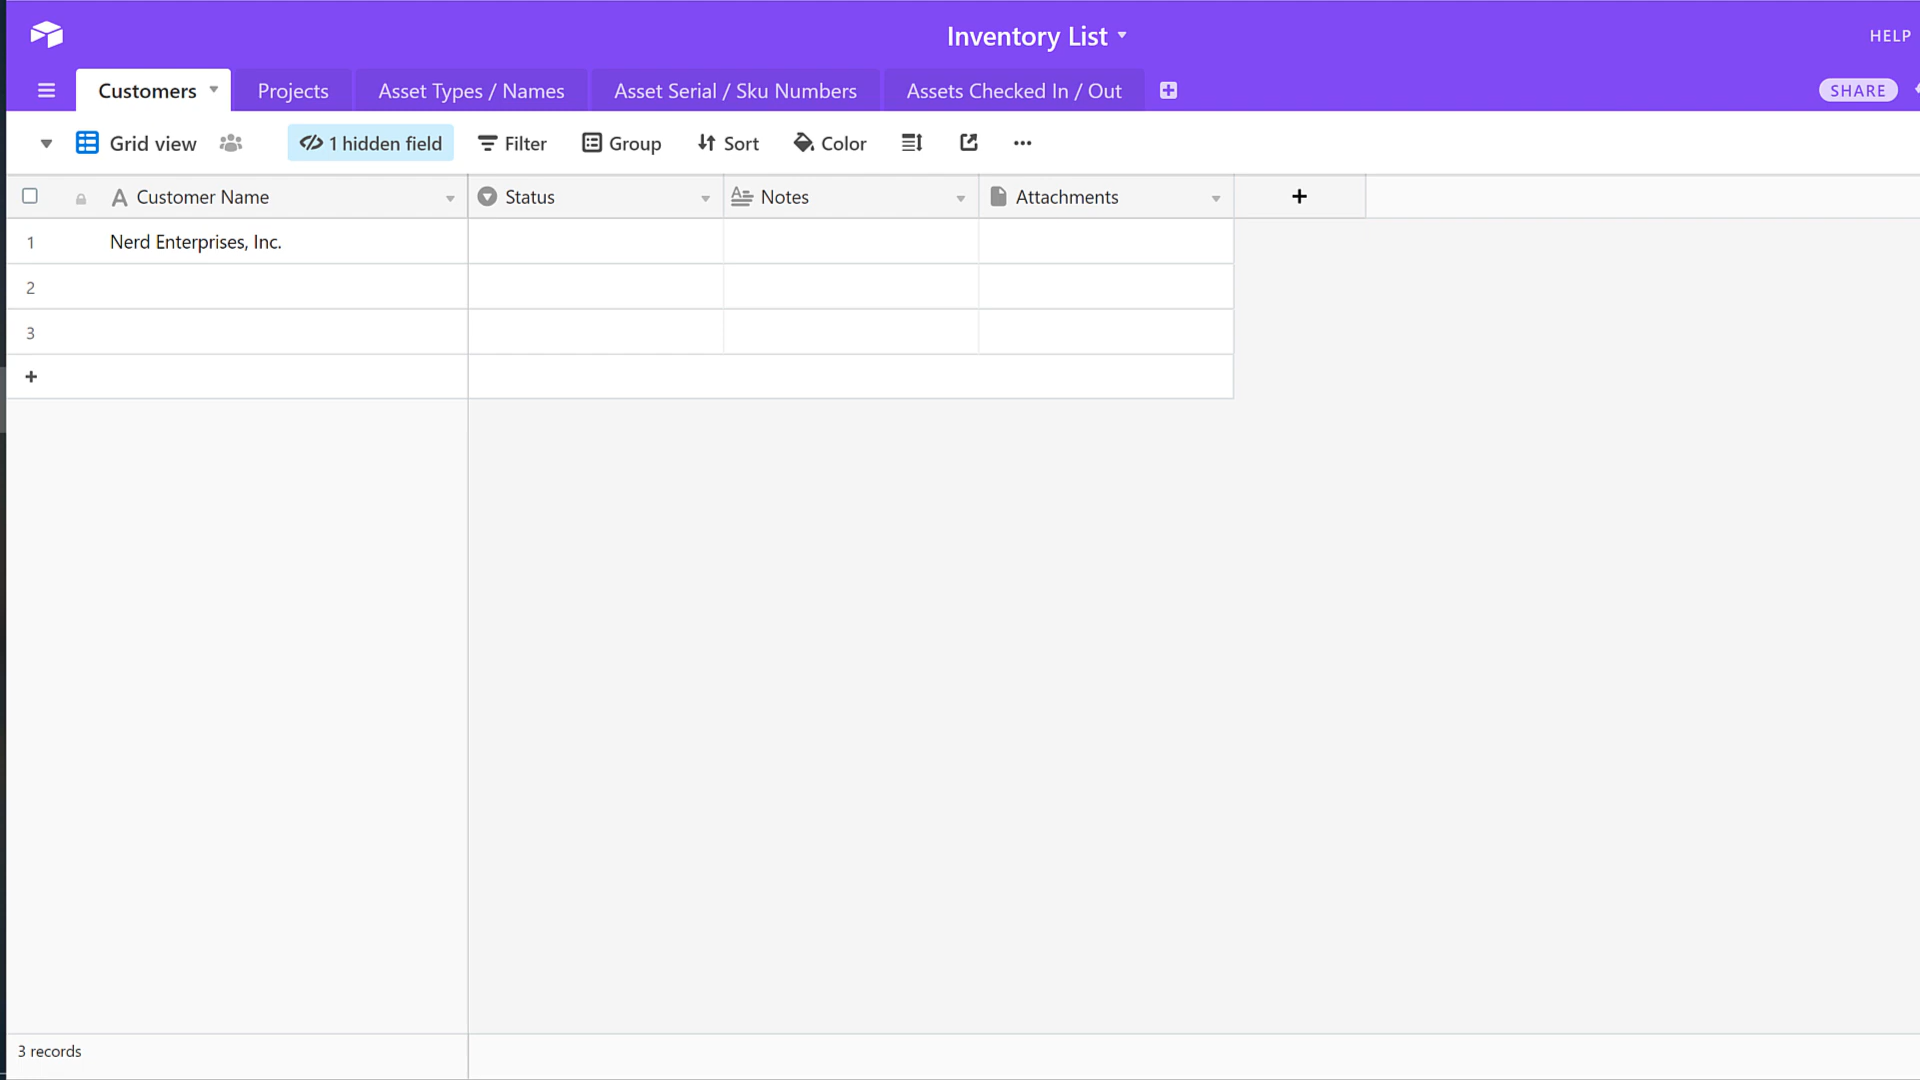 Inventory List
HELP
Customers
Projects
Asset Types / Names
Asset Serial / Sku Numbers
Assets Checked In / Out
SHARE
Grid view
1 hidden field
Filter
Group
Sort
Color
Customer Name
Status
Notes
Attachments
1
Nerd Enterprises, Inc.
2
3
3 records